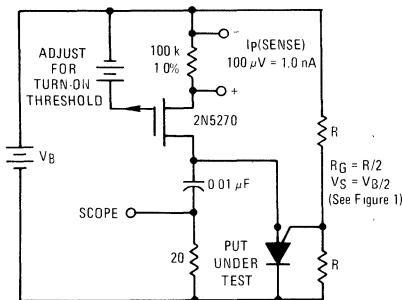 ADJUST
FOR
TURN-ON
THRESHOLD
100 k
1 0%
–
Ip(SENSE)
100 μV = 1.0 nA
+
2N5270
VB
0 01 μF
SCOPE
20
PUT
UNDER
TEST
R
RG = R/2
VS = VB/2
(See Figure 1)
R